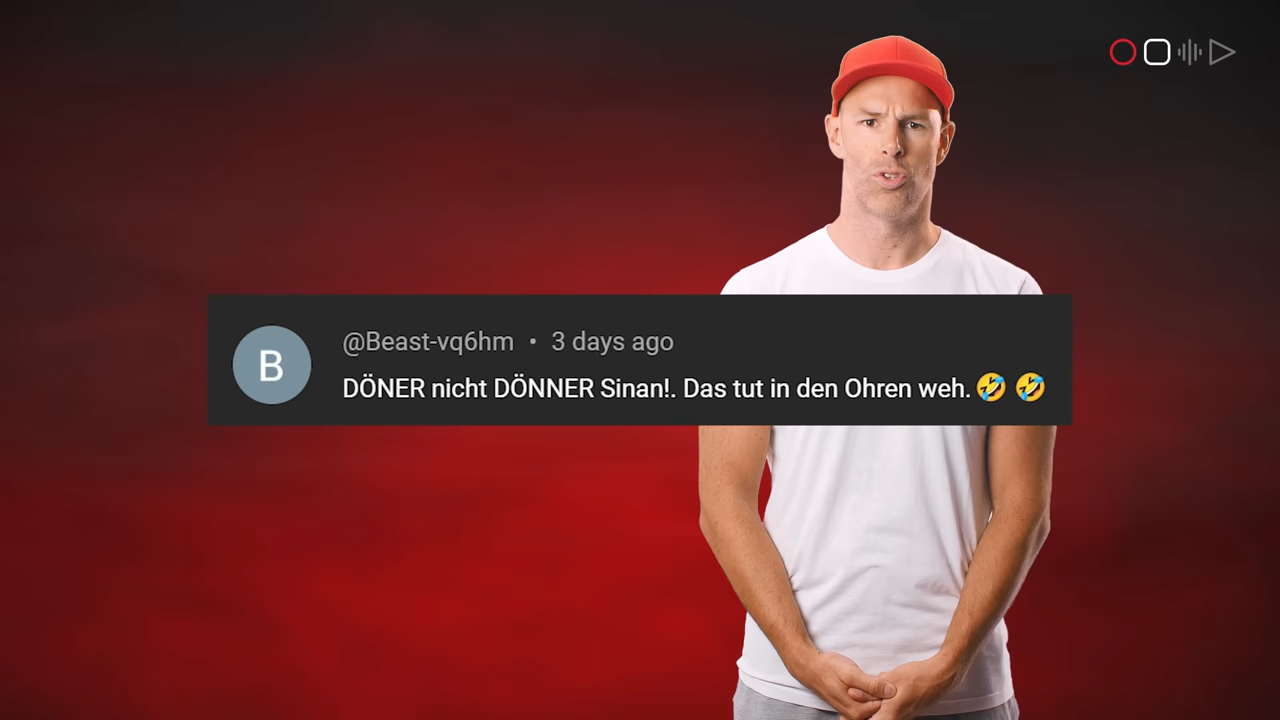 B
@Beast-vq6hm • 3 days ago
DÖNER nicht DÖNNER Sinan!. Das tut in den Ohren weh.🤣 🤣